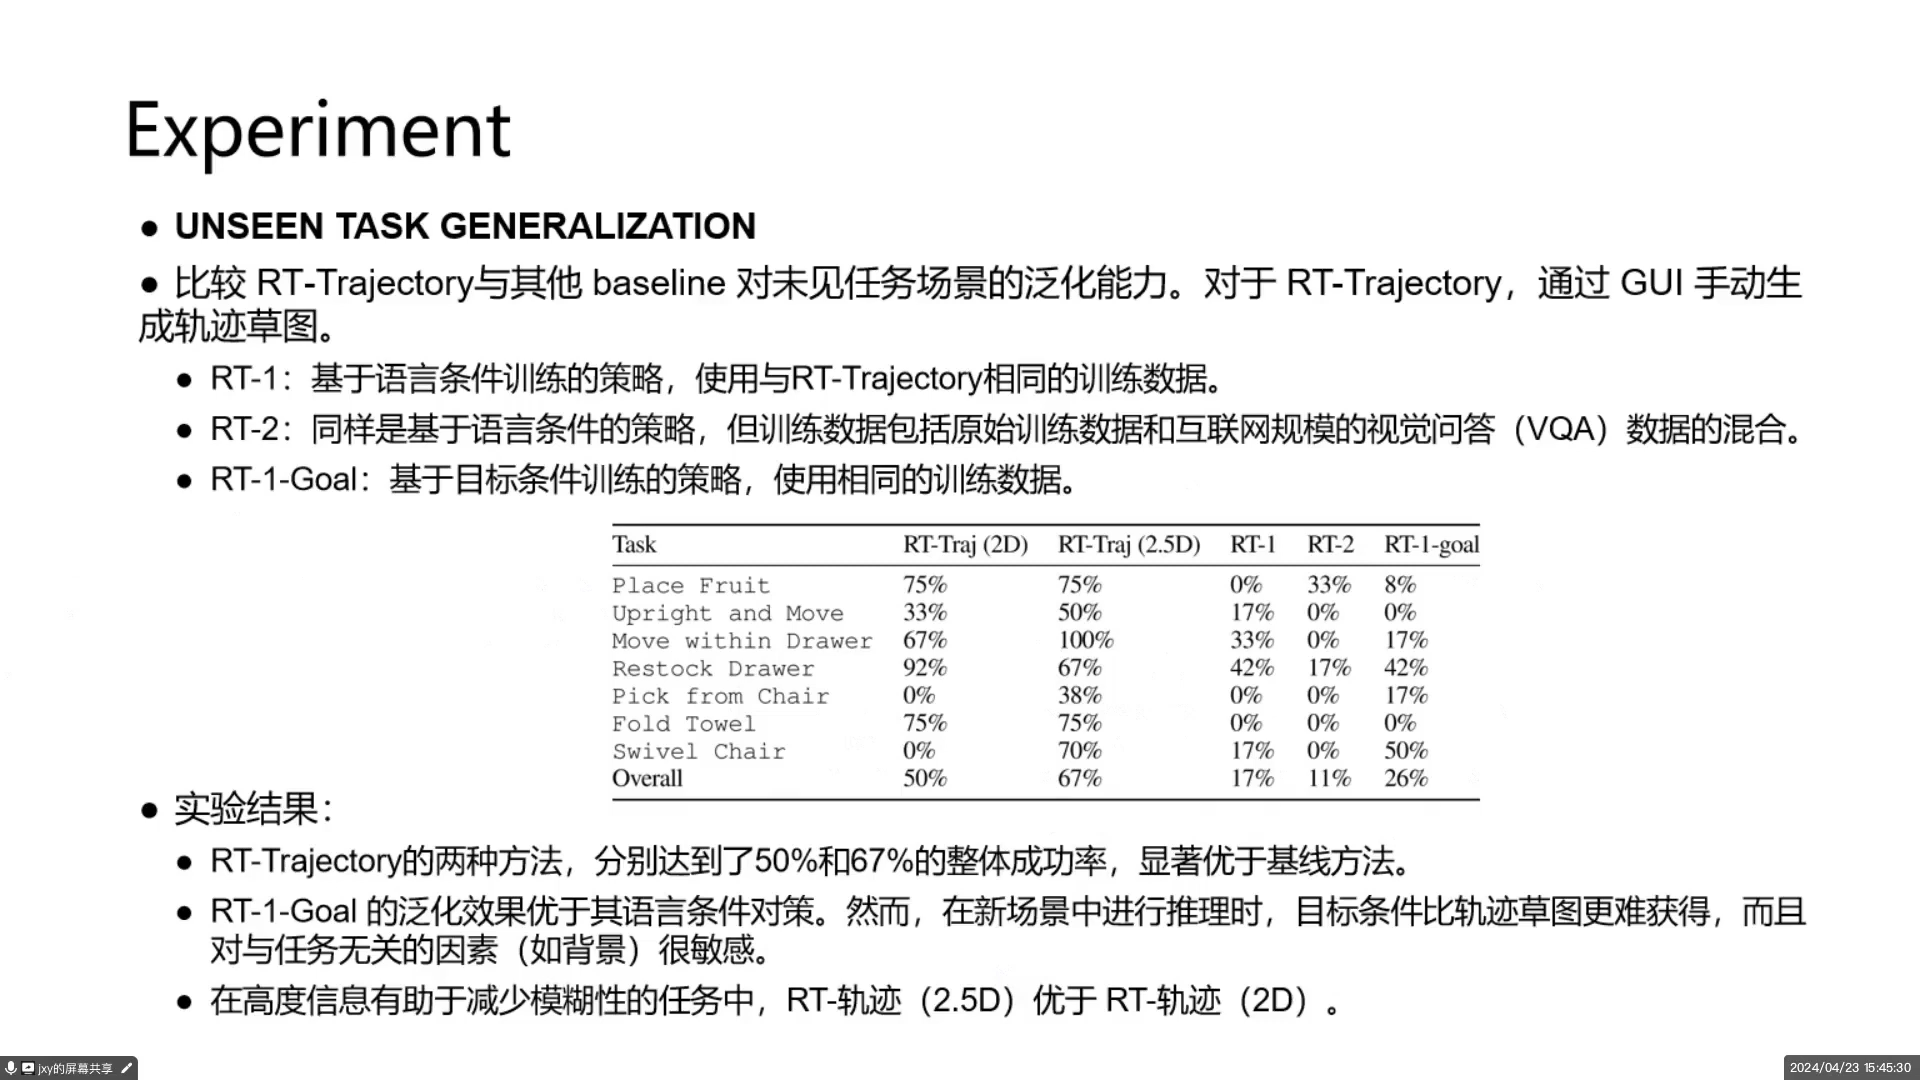 Experiment
● UNSEEN TASK GENERALIZATION
● 比较 RT-Trajectory与其他 baseline 对未见任务场景的泛化能力。对于 RT-Trajectory，通过 GUI 手动生
成轨迹草图。
● RT-1：基于语言条件训练的策略，使用与RT-Trajectory相同的训练数据。
● RT-2：同样是基于语言条件的策略，但训练数据包括原始训练数据和互联网规模的视觉问答（VQA）数据的混合。
● RT-1-Goal：基于目标条件训练的策略，使用相同的训练数据。
Task RT-Traj (2D) RT-Traj (2.5D) RT-1 RT-2 RT-1-goal
Place Fruit 75% 75% 0% 33% 8%
Upright and Move 33% 50% 17% 0% 0%
Move within Drawer 67% 100% 33% 0% 17%
Restock Drawer 92% 67% 42% 17% 42%
Pick from Chair 0% 38% 0% 0% 17%
Fold Towel 75% 75% 0% 0% 0%
Swivel Chair 0% 70% 17% 0% 50%
Overall 50% 67% 17% 11% 26%
● 实验结果：
● RT-Trajectory的两种方法，分别达到了50%和67%的整体成功率，显著优于基线方法。
● RT-1-Goal 的泛化效果优于其语言条件对策。然而，在新场景中进行推理时，目标条件比轨迹草图更难获得，而且
对与任务无关的因素（如背景）很敏感。
● 在高度信息有助于减少模糊性的任务中，RT-轨迹（2.5D）优于 RT-轨迹（2D）。
jxy的屏幕共享
2024/04/23 15:45:30